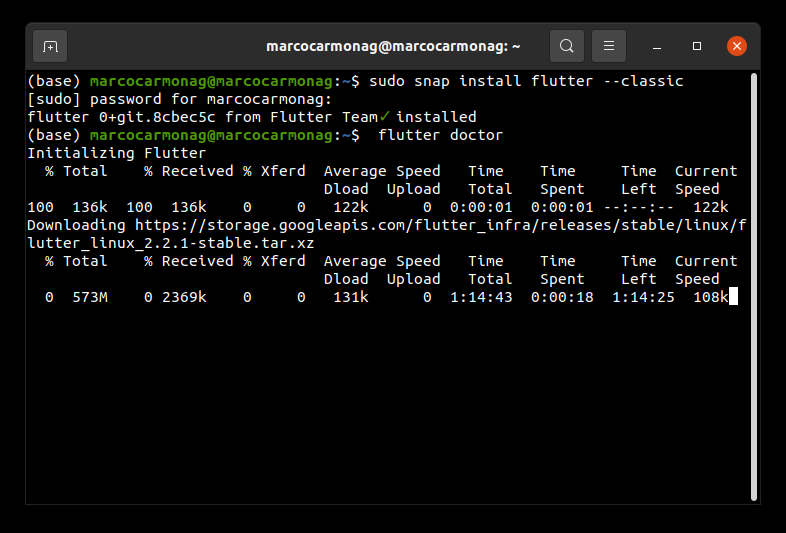 marcocarmonag@marcocarmonag: ~
(base) marcocarmonag@marcocarmonag:~$ sudo snap install flutter --classic
[sudo] password for marcocarmonag:
flutter 0+git.8cbec5c from Flutter Team✓ installed
(base) marcocarmonag@marcocarmonag:~$  flutter doctor
Initializing Flutter
  % Total    % Received % Xferd  Average Speed   Time    Time     Time  Current
                                 Dload  Upload   Total   Spent    Left  Speed
100  136k  100  136k    0     0   122k      0  0:00:01  0:00:01 --:--:--  122k
Downloading https://storage.googleapis.com/flutter_infra/releases/stable/linux/f
lutter_linux_2.2.1-stable.tar.xz
  % Total    % Received % Xferd  Average Speed   Time    Time     Time  Current
                                 Dload  Upload   Total   Spent    Left  Speed
  0  573M    0 2369k    0     0   131k      0  1:14:43  0:00:18  1:14:25  108k